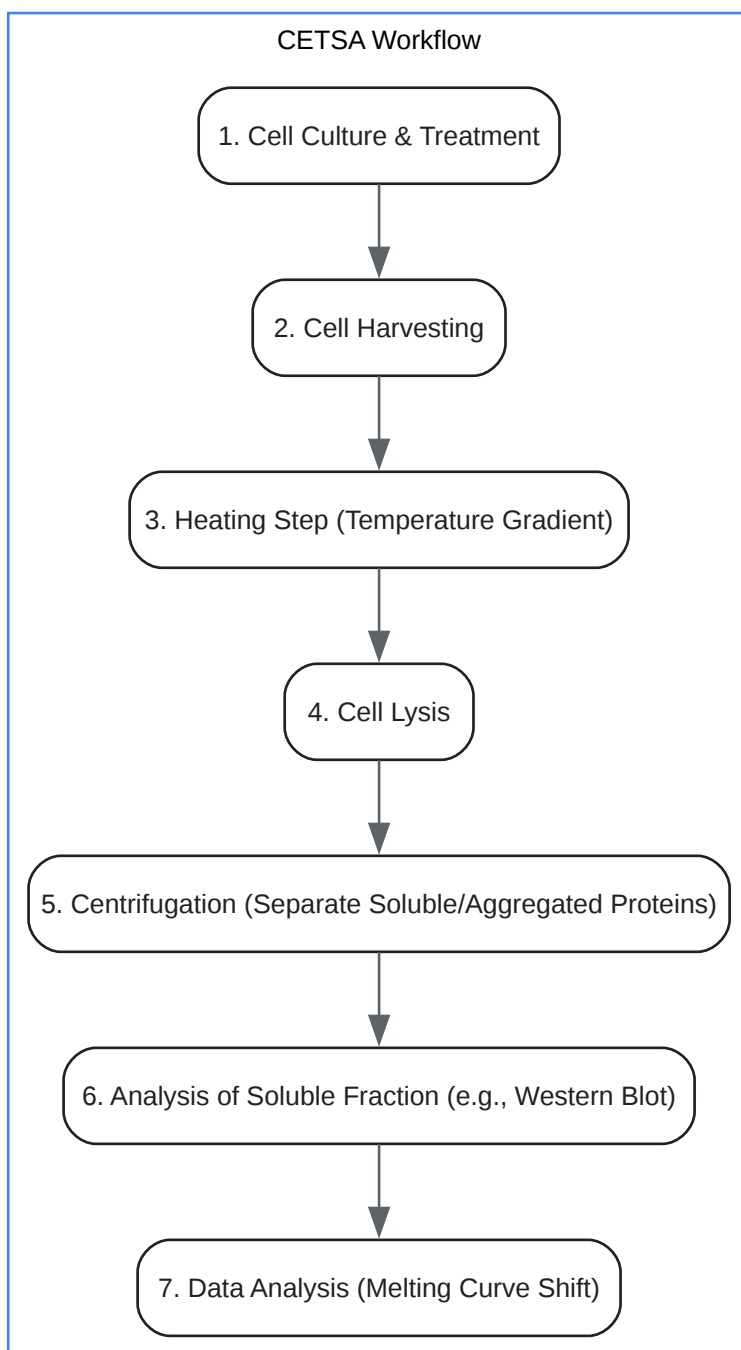 CETSA Workflow
1. Cell Culture & Treatment
2. Cell Harvesting
3. Heating Step (Temperature Gradient)
4. Cell Lysis
5. Centrifugation (Separate Soluble/Aggregated Proteins)
6. Analysis of Soluble Fraction (e.g., Western Blot)
7. Data Analysis (Melting Curve Shift)